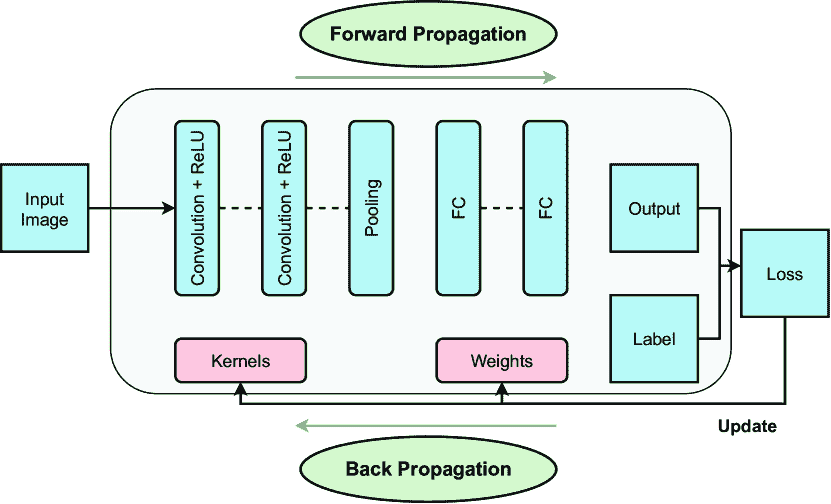 Forward Propagation
Input
Image
Convolution + ReLU
Convolution + ReLU
Pooling
FC
FC
Output
Label
Loss
Kernels
Weights
Update
Back Propagation